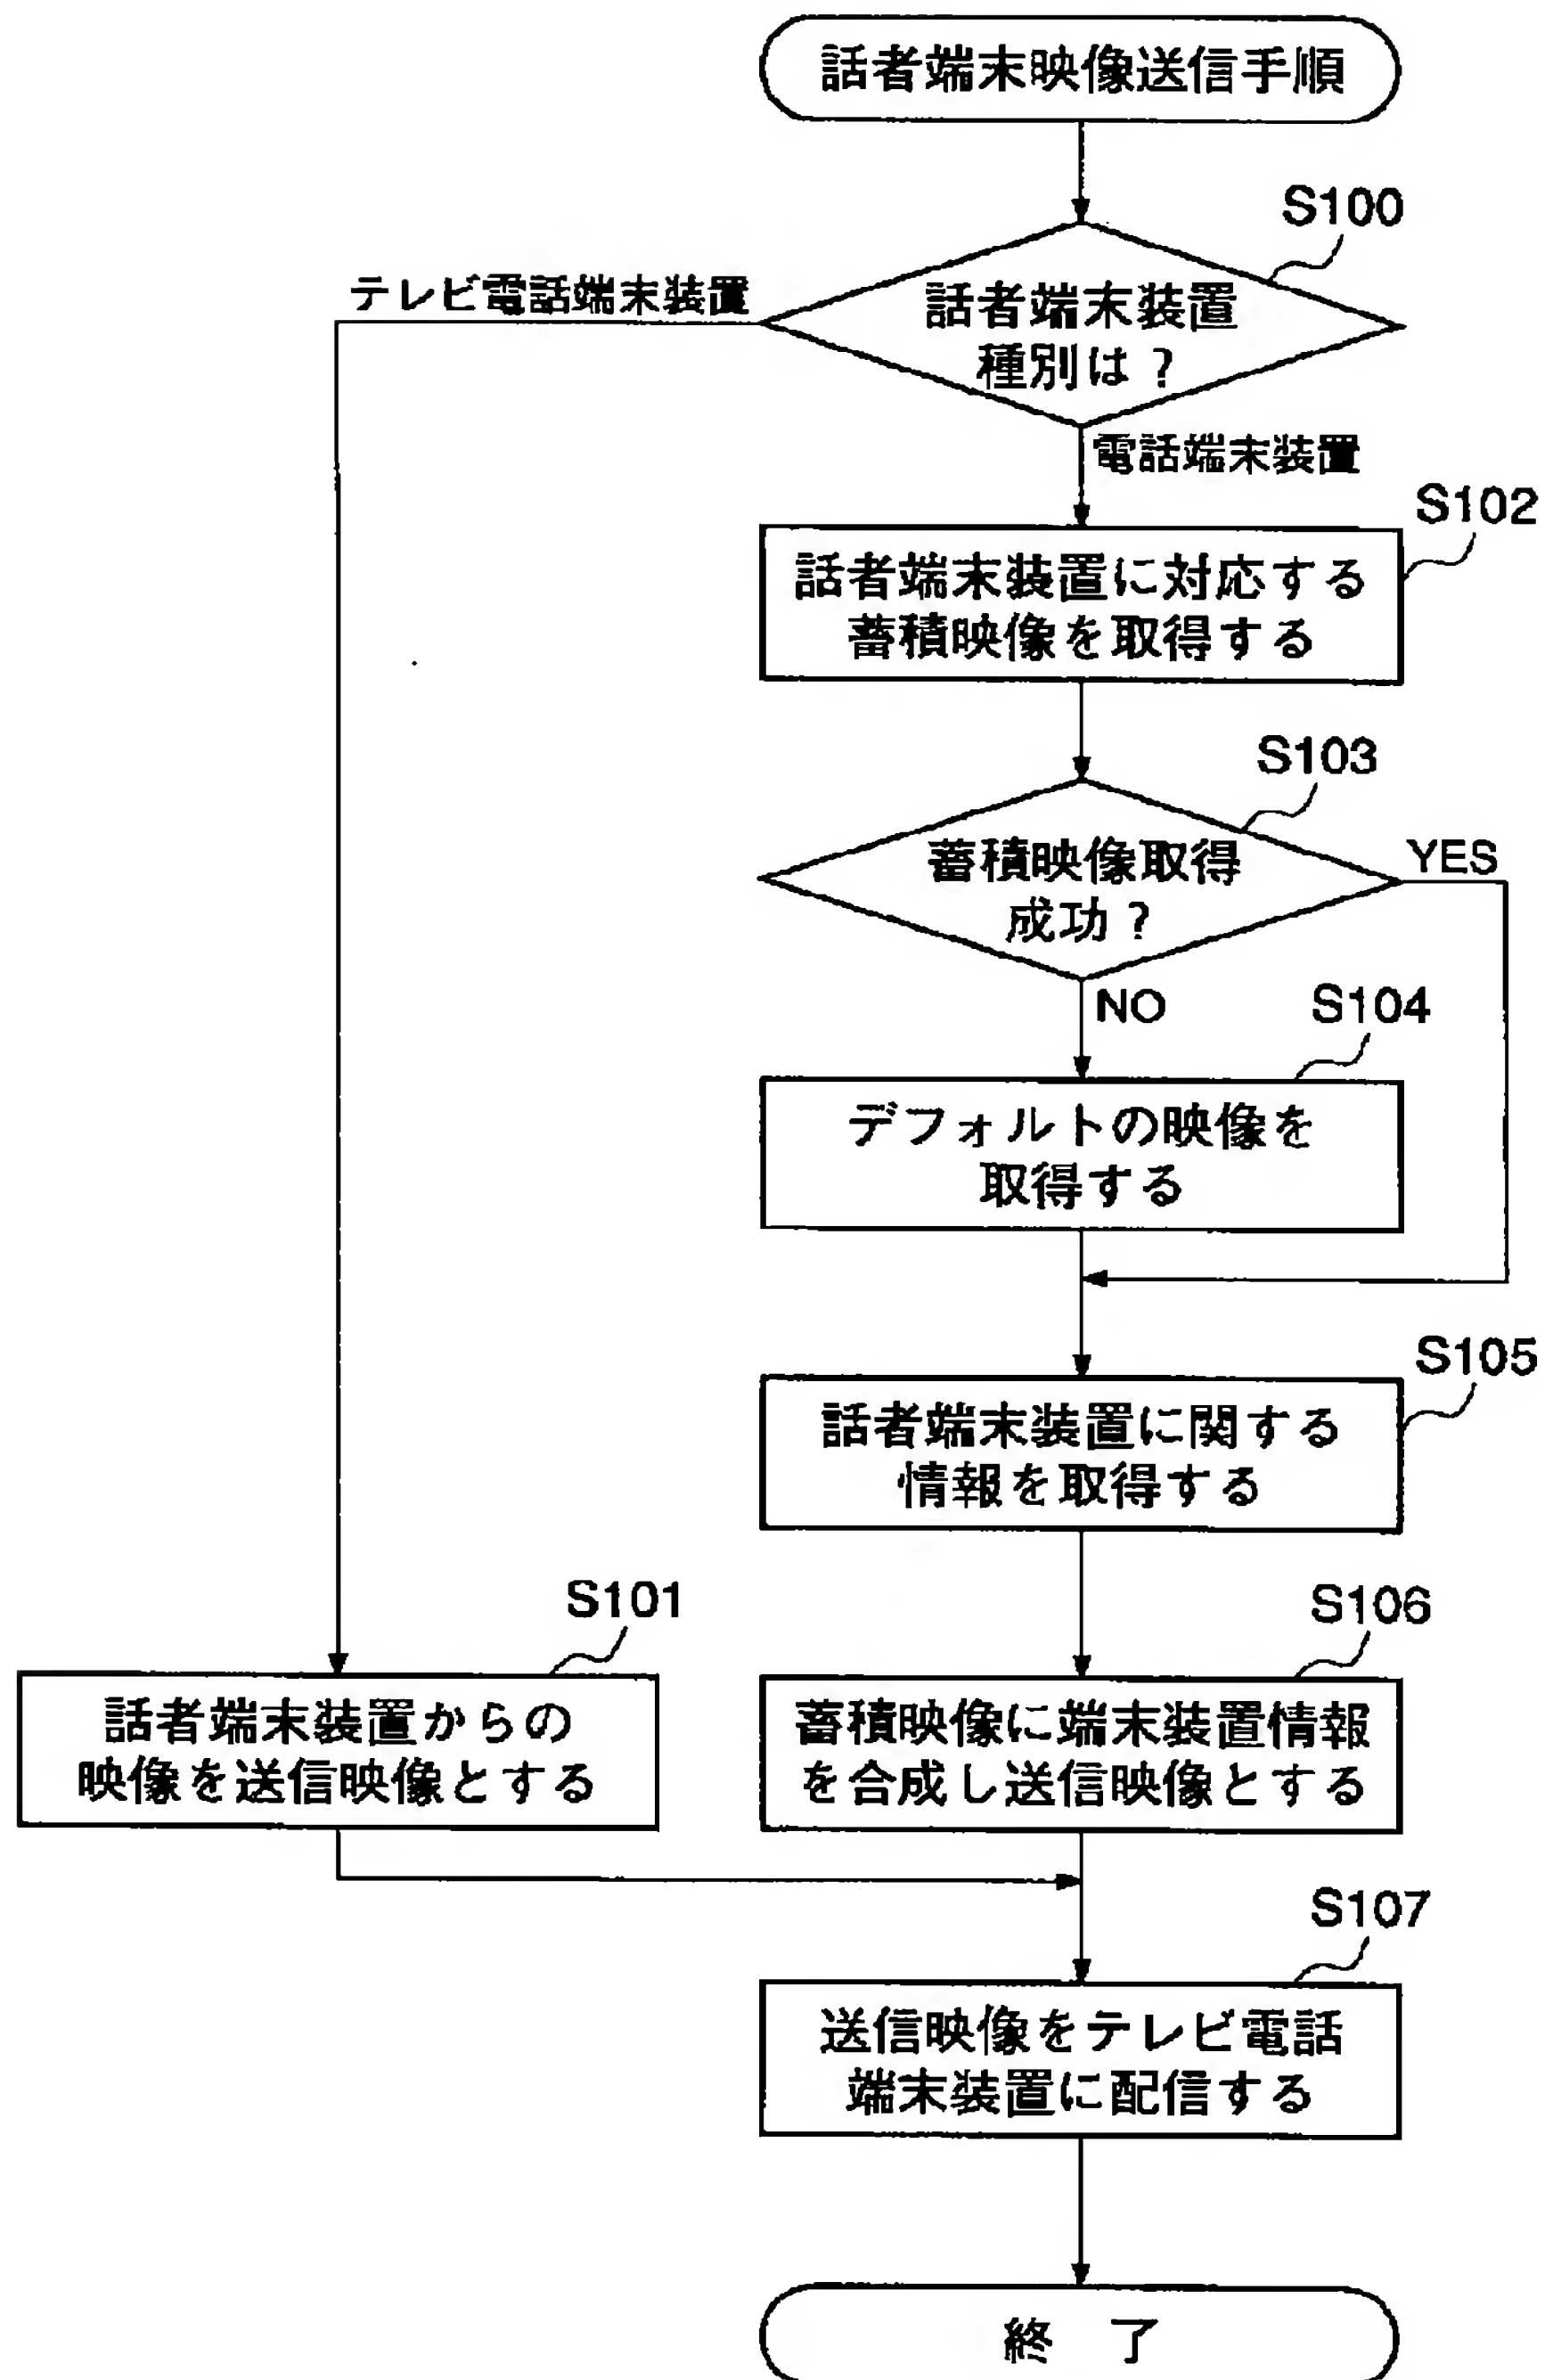 話者端末映像送信手順
S100
テレビ電話端末装置
話者端末装置
種別は?
電話端末装置
S102
話者端末装置に対応する
蓄積映像を取得する
S103
蓄積映像取得
成功?
YES
NO
S104
デフォルトの映像を
取得する
S105
話者端末装置に関する
情報を取得する
S101
話者端末装置からの
映像を送信映像とする
S106
蓄積映像に端末装置情報
を合成し送信映像とする
S107
送信映像をテレビ電話
端末装置に配信する
終 了